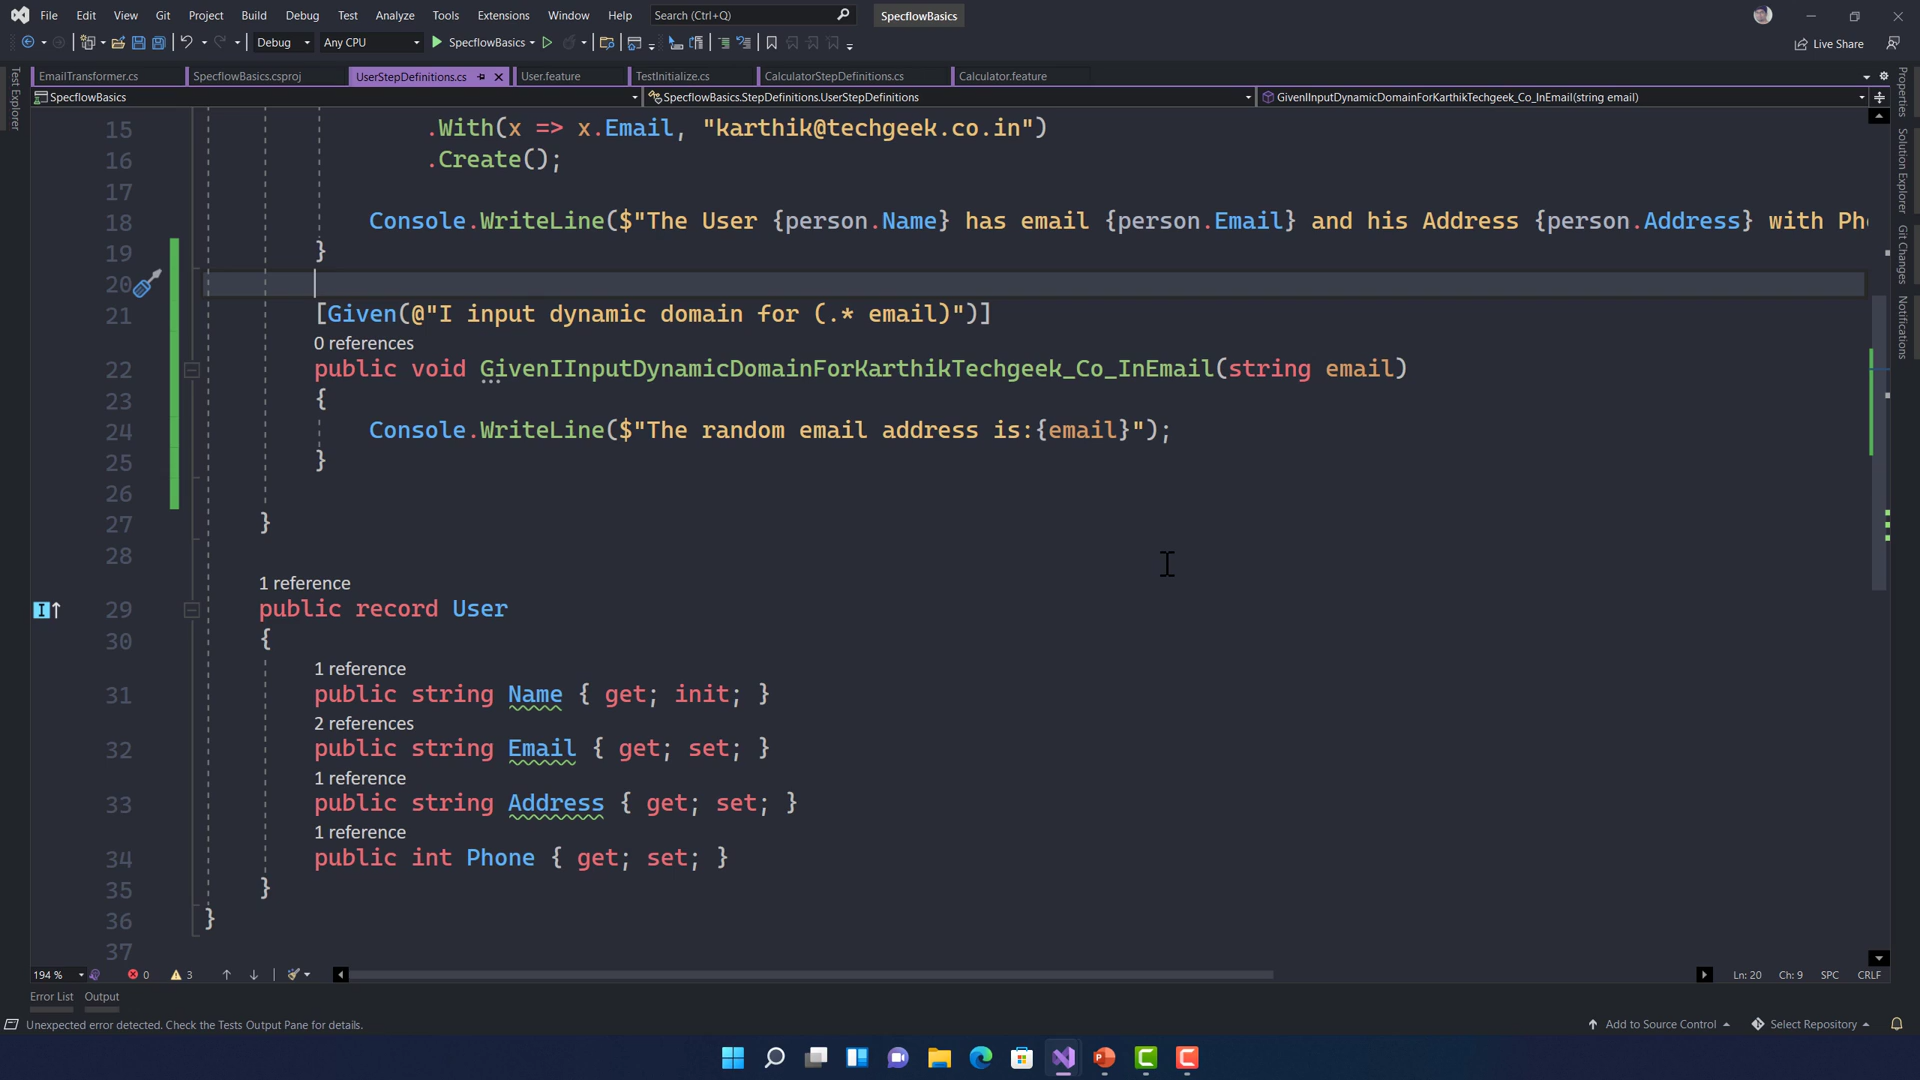 File Edit View Git Project Build Debug Test Analyze Tools Extensions Window Help Search (Ctrl+Q) SpecflowBasics
Debug Any CPU SpecflowBasics Live Share
EmailTransformer.cs SpecflowBasics.csproj UserStepDefinitions.cs User.feature TestInitialize.cs CalculatorStepDefinitions.cs Calculator.feature
SpecflowBasics SpecflowBasics.StepDefinitions.UserStepDefinitions GivenIInputDynamicDomainForKarthikTechgeek_Co_InEmail(string email)
Test Explorer
Properties
Solution Explorer
Git Changes
Notifications
15 .With(x => x.Email, "karthik@techgeek.co.in")
16 .Create();
17
18 Console.WriteLine($"The User {person.Name} has email {person.Email} and his Address {person.Address} with Pho
19 }
20
21 [Given(@"I input dynamic domain for (.* email)")]
0 references
22 public void GivenIInputDynamicDomainForKarthikTechgeek_Co_InEmail(string email)
23 {
24 Console.WriteLine($"The random email address is:{email}");
25 }
26
27 }
28
1 reference
29 public record User
30 {
1 reference
31 public string Name { get; init; }
2 references
32 public string Email { get; set; }
1 reference
33 public string Address { get; set; }
1 reference
34 public int Phone { get; set; }
35 }
36 }
37
194 % 0 3 Ln: 20 Ch: 9 SPC CRLF
Error List Output
Unexpected error detected. Check the Tests Output Pane for details. Add to Source Control Select Repository